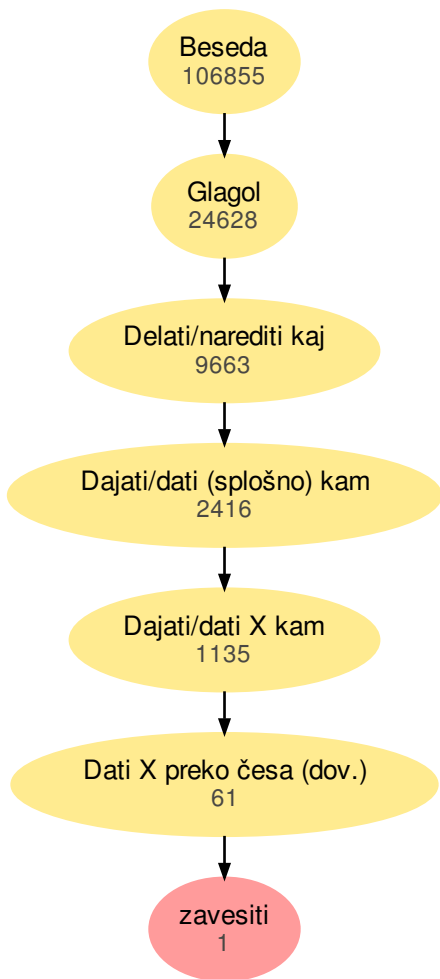 Beseda
106855
Glagol
24628
Delati/narediti kaj
9663
Dajati/dati (splošno) kam
2416
Dajati/dati X kam
1135
Dati X preko česa (dov.)
61
zavesiti
1